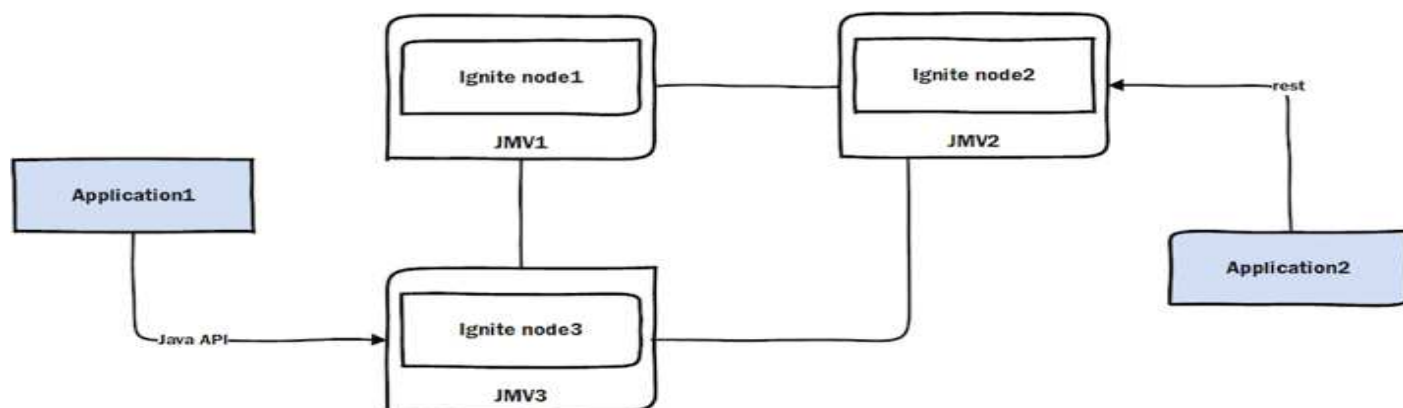 Ignite node1
JMV1
Ignite node2
JMV2
rest
Application1
Application2
Java API
Ignite node3
JMV3